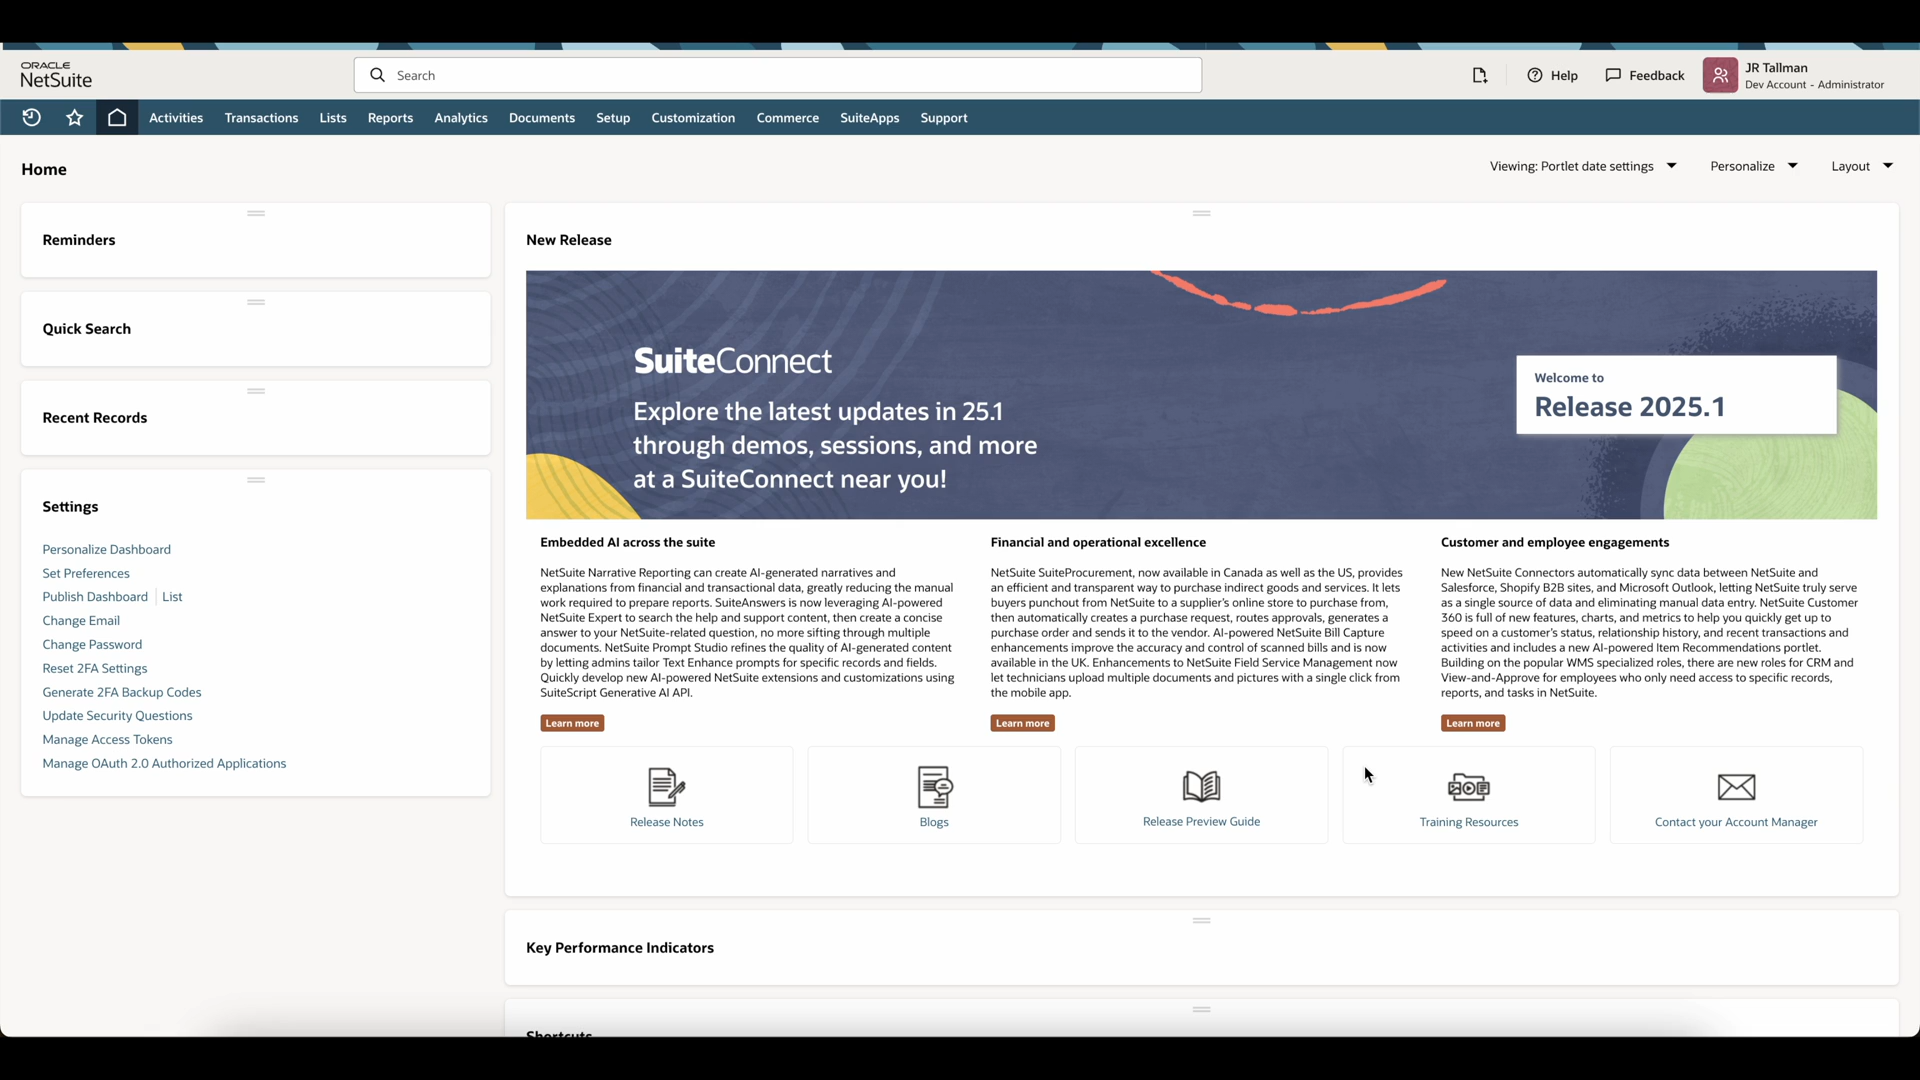 ORACLE
NetSuite
Search
Help
Feedback
JR Tallman
Dev Account - Administrator
Activities
Transactions
Lists
Reports
Analytics
Documents
Setup
Customization
Commerce
SuiteApps
Support
Home
Viewing: Portlet date settings
Personalize
Layout
Reminders
Quick Search
Recent Records
Settings
Personalize Dashboard
Set Preferences
Publish Dashboard | List
Change Email
Change Password
Reset 2FA Settings
Generate 2FA Backup Codes
Update Security Questions
Manage Access Tokens
Manage OAuth 2.0 Authorized Applications
New Release
SuiteConnect
Explore the latest updates in 25.1
through demos, sessions, and more
at a SuiteConnect near you!
Welcome to
Release 2025.1
Embedded AI across the suite
NetSuite Narrative Reporting can create AI-generated narratives and
explanations from financial and transactional data, greatly reducing the manual
work required to prepare reports. SuiteAnswers is now leveraging AI-powered
NetSuite Expert to search the help and support content, then create a concise
answer to your NetSuite-related question, no more sifting through multiple
documents. NetSuite Prompt Studio refines the quality of AI-generated content
by letting admins tailor Text Enhance prompts for specific records and fields.
Quickly develop new AI-powered NetSuite extensions and customizations using
SuiteScript Generative AI API.
Learn more
Financial and operational excellence
NetSuite SuiteProcurement, now available in Canada as well as the US, provides
an efficient and transparent way to purchase indirect goods and services. It lets
buyers punchout from NetSuite to a supplier's online store to purchase from,
then automatically creates a purchase request, routes approvals, generates a
purchase order and sends it to the vendor. AI-powered NetSuite Bill Capture
enhancements improve the accuracy and control of scanned bills and is now
available in the UK. Enhancements to NetSuite Field Service Management now
let technicians upload multiple documents and pictures with a single click from
the mobile app.
Learn more
Customer and employee engagements
New NetSuite Connectors automatically sync data between NetSuite and
Salesforce, Shopify B2B sites, and Microsoft Outlook, letting NetSuite truly serve
as a single source of data and eliminating manual data entry. NetSuite Customer
360 is full of new features, charts, and metrics to help you quickly get up to
speed on a customer's status, relationship history, and recent transactions and
activities and includes a new AI-powered Item Recommendations portlet.
Building on the popular WMS specialized roles, there are new roles for CRM and
View-and-Approve for employees who only need access to specific records,
reports, and tasks in NetSuite.
Learn more
Release Notes
Blogs
Release Preview Guide
Training Resources
Contact your Account Manager
Key Performance Indicators
Shortcuts